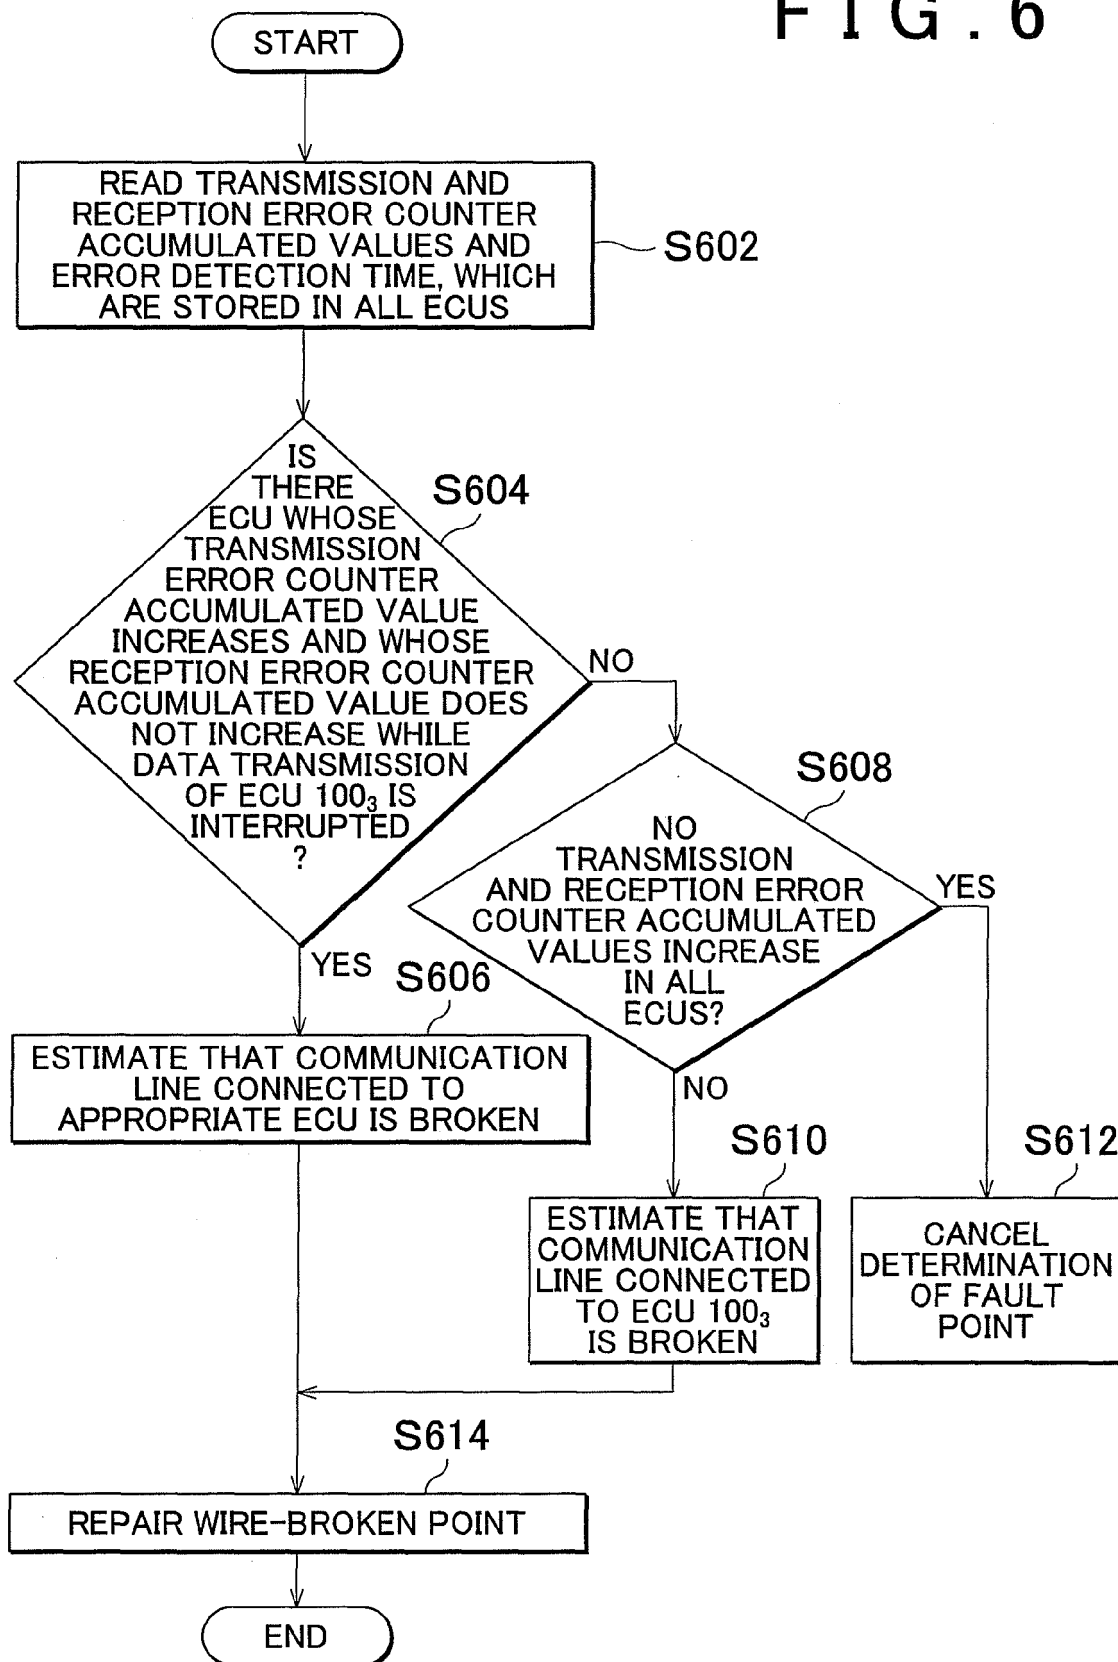 FIG.6
START
READ TRANSMISSION AND
RECEPTION ERROR COUNTER
ACCUMULATED VALUES AND
ERROR DETECTION TIME, WHICH
ARE STORED IN ALL ECUS
S602
IS
THERE
ECU WHOSE
TRANSMISSION
ERROR COUNTER
ACCUMULATED VALUE
INCREASES AND WHOSE
RECEPTION ERROR COUNTER
ACCUMULATED VALUE DOES
NOT INCREASE WHILE
DATA TRANSMISSION
OF ECU 100₃ IS
INTERRUPTED
?
S604
NO
YES
S608
NO
TRANSMISSION
AND RECEPTION ERROR
COUNTER ACCUMULATED
VALUES INCREASE
IN ALL
ECUS?
YES
NO
S606
ESTIMATE THAT COMMUNICATION
LINE CONNECTED TO
APPROPRIATE ECU IS BROKEN
S610
ESTIMATE THAT
COMMUNICATION
LINE CONNECTED
TO ECU 100₃
IS BROKEN
S612
CANCEL
DETERMINATION
OF FAULT
POINT
S614
REPAIR WIRE-BROKEN POINT
END